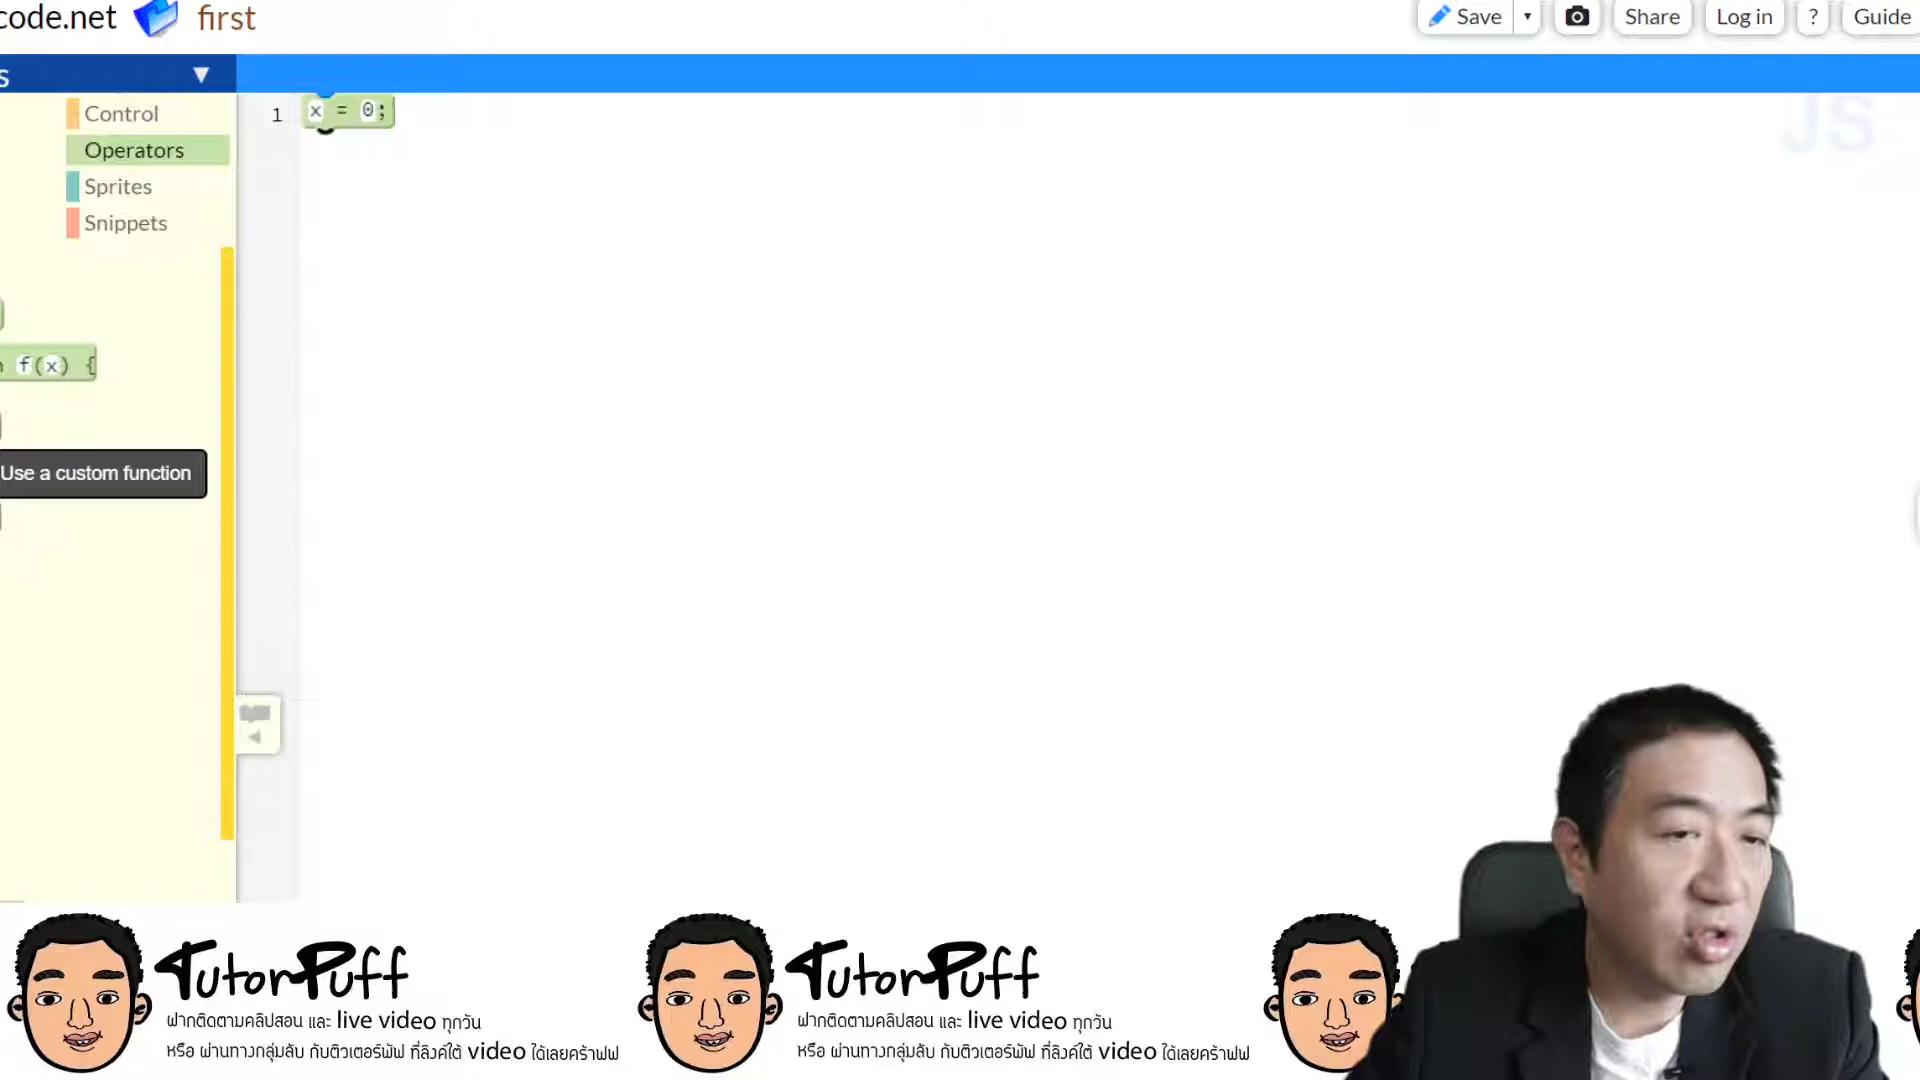 code.net first
Save ▼ Share Log in ? Guide
s ▼
Control
Operators
Sprites
Snippets
1 x = 0;
JS
f(x) {
Use a custom function
TutorPuff
ฝากติดตามคลิปสอน และ live video ทุกวัน
หรือ ผ่านทางกลุ่มลับ กับติวเตอร์พัฟ ที่ลิงค์ใต้ video ได้เลยคร้าฟฟ
TutorPuff
ฝากติดตามคลิปสอน และ live video ทุกวัน
หรือ ผ่านทางกลุ่มลับ กับติวเตอร์พัฟ ที่ลิงค์ใต้ video ได้เลยคร้าฟฟ